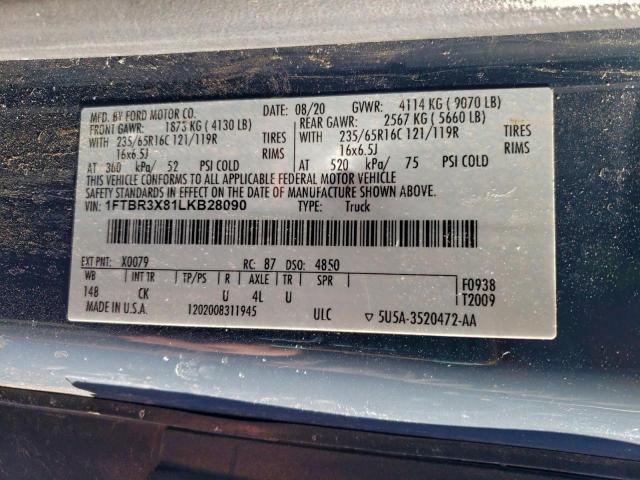 MFD. BY FORD MOTOR CO. DATE: 08/20 GVWR: 4114 KG ( 9070 LB)
FRONT GAWR: 1873 KG ( 4130 LB) REAR GAWR: 2567 KG ( 5660 LB)
WITH 235/65R16C 121/119R TIRES WITH 235/65R16C 121/119R TIRES
16x6.5J RIMS 16x6.5J RIMS
AT 360 kPa/ 52 PSI COLD AT 520 kPa/ 75 PSI COLD
THIS VEHICLE CONFORMS TO ALL APPLICABLE FEDERAL MOTOR VEHICLE
SAFETY STANDARDS IN EFFECT ON THE DATE OF MANUFACTURE SHOWN ABOVE.
VIN: 1FTBR3X81LKB28090 TYPE: Truck
EXT PNT: X0079 RC: 87 DSO: 4850
WB INT TR TP/PS R AXLE TR SPR F0938
148 CK U 4L U T2009
MADE IN U.S.A. 1202008311945 ULC ▽ 5U5A-3520472-AA